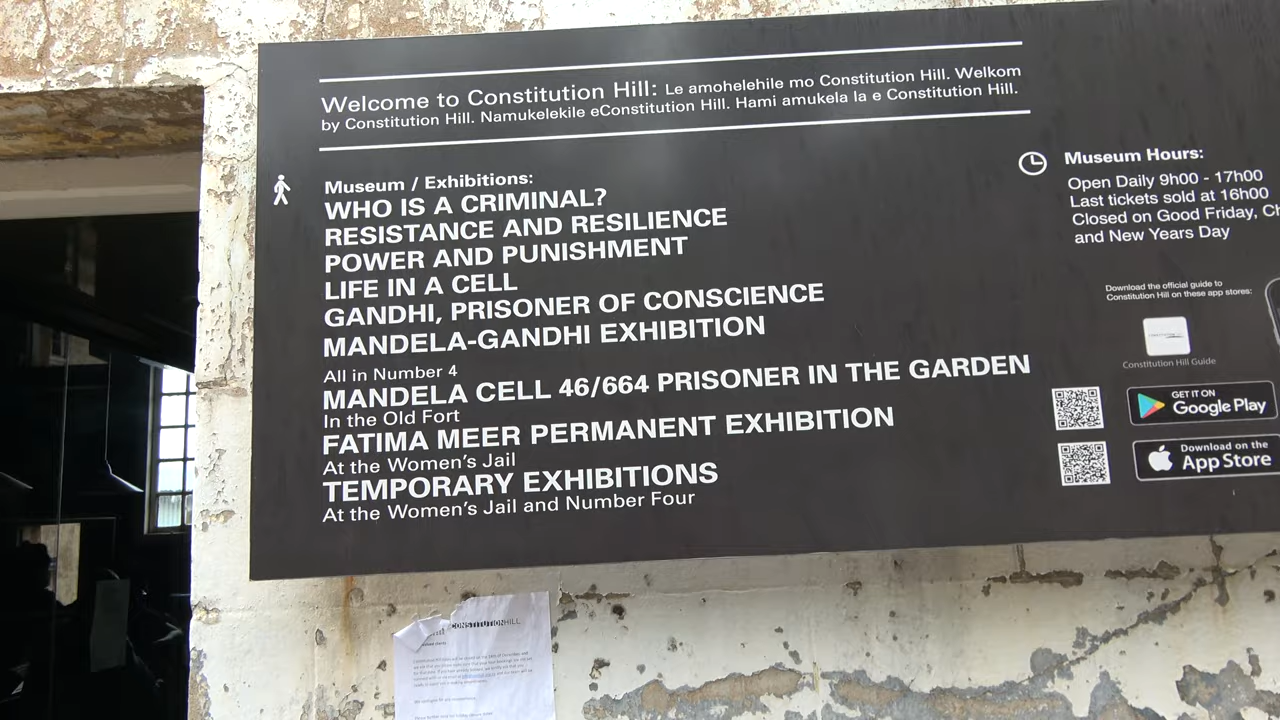 Welcome to Constitution Hill: Le amohelehile mo Constitution Hill. Welkom
by Constitution Hill. Namukelekile eConstitution Hill. Hami amukela la e Constitution Hill.
Museum / Exhibitions:
WHO IS A CRIMINAL?
RESISTANCE AND RESILIENCE
POWER AND PUNISHMENT
LIFE IN A CELL
GANDHI, PRISONER OF CONSCIENCE
MANDELA-GANDHI EXHIBITION
All in Number 4
MANDELA CELL 46/664 PRISONER IN THE GARDEN
In the Old Fort
FATIMA MEER PERMANENT EXHIBITION
At the Women's Jail
TEMPORARY EXHIBITIONS
At the Women's Jail and Number Four
Museum Hours:
Open Daily 9h00 - 17h00
Last tickets sold at 16h00
Closed on Good Friday,
and New Years Day
Download the official guide to
Constitution Hill on these app stores:
Constitution Hill Guide
GET IT ON
Google Play
Download on the
App Store
CONSTITUTIONHILL